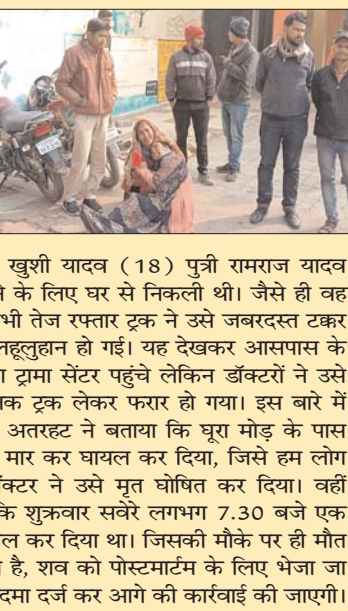 खुशी यादव (18) पुत्री रामराज यादव
के लिए घर से निकली थी। जैसे ही वह
भी तेज रफ्तार ट्रक ने उसे जबरदस्त टक्कर
लहूलुहान हो गई। यह देखकर आसपास के
ट्रामा सेंटर पहुंचे लेकिन डॉक्टरों ने उसे
क ट्रक लेकर फरार हो गया। इस बारे में
अतरहट ने बताया कि घूरा मोड़ के पास
मार कर घायल कर दिया, जिसे हम लोग
क्टर ने उसे मृत घोषित कर दिया। वहीं
कि शुक्रवार सवेरे लगभग 7.30 बजे एक
ल कर दिया था। जिसकी मौके पर ही मौत
है, शव को पोस्टमार्टम के लिए भेजा जा
दमा दर्ज कर आगे की कार्रवाई की जाएगी।